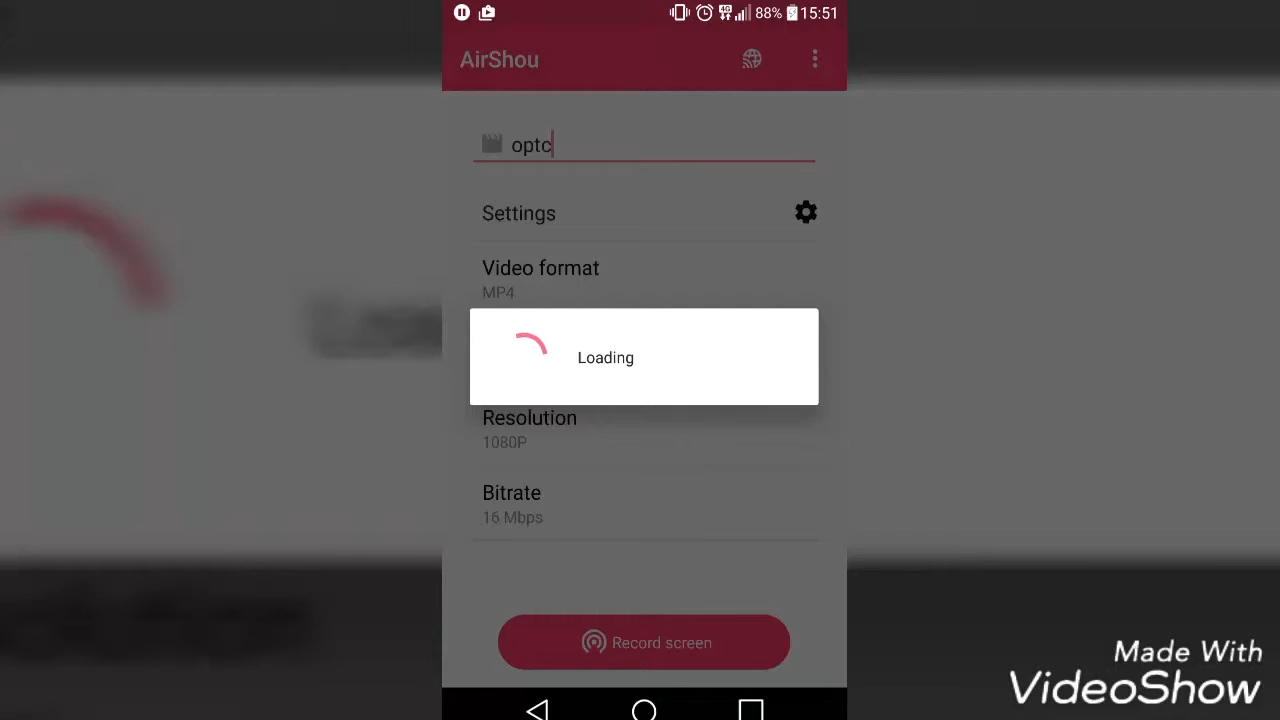 88% 15:51
AirShou
optc
Settings
Video format
MP4
Loading
Resolution
1080P
Bitrate
16 Mbps
Record screen
Made With
VideoShow